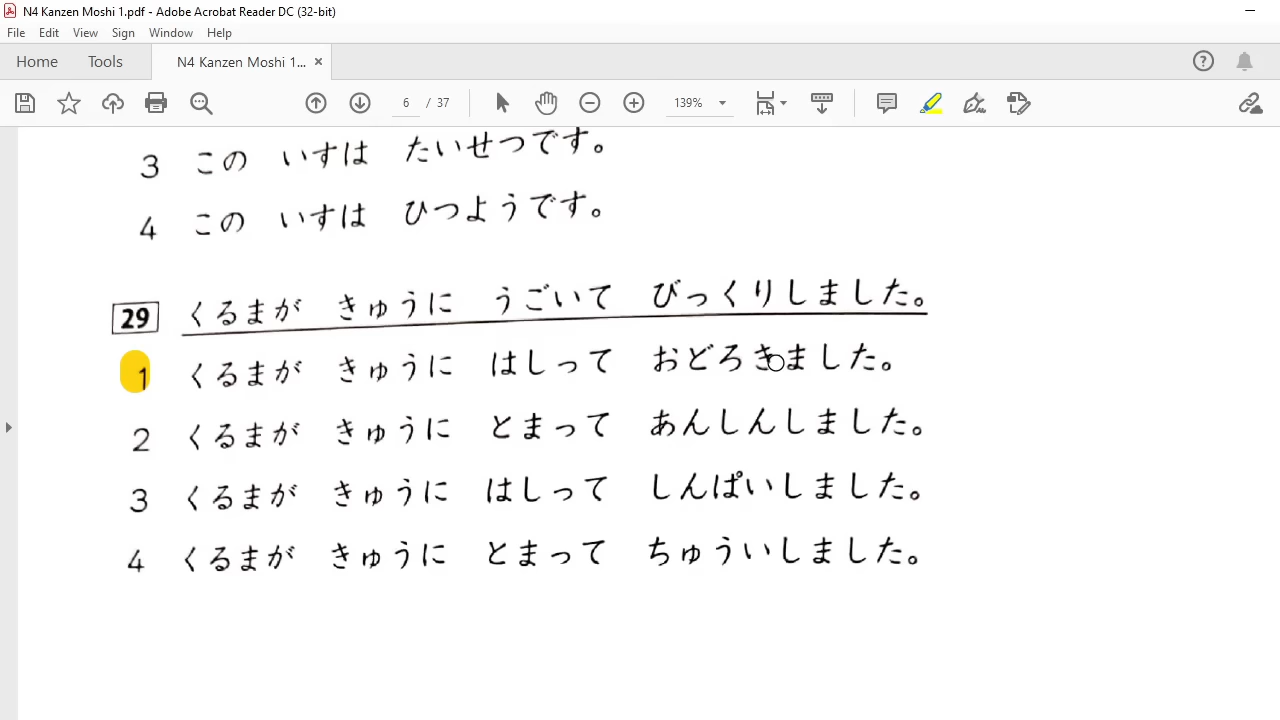 N4 Kanzen Moshi 1.pdf - Adobe Acrobat Reader DC (32-bit)
File Edit View Sign Window Help
Home Tools N4 Kanzen Moshi 1... ×
6 / 37 139%
3 この いすは たいせつです。
4 この いすは ひつようです。
29 くるまが きゅうに うごいて びっくりしました。
1 くるまが きゅうに はしって おどろきました。
2 くるまが きゅうに とまって あんしんしました。
3 くるまが きゅうに はしって しんぱいしました。
4 くるまが きゅうに とまって ちゅういしました。